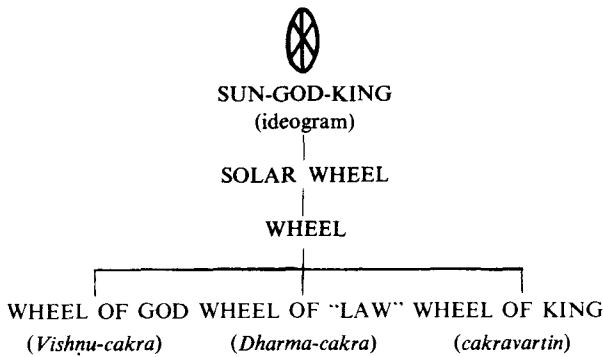 SUN-GOD-KING
(ideogram)
SOLAR WHEEL
WHEEL
WHEEL OF GOD WHEEL OF "LAW" WHEEL OF KING
(Vishṇu-cakra) (Dharma-cakra) (cakravartin)